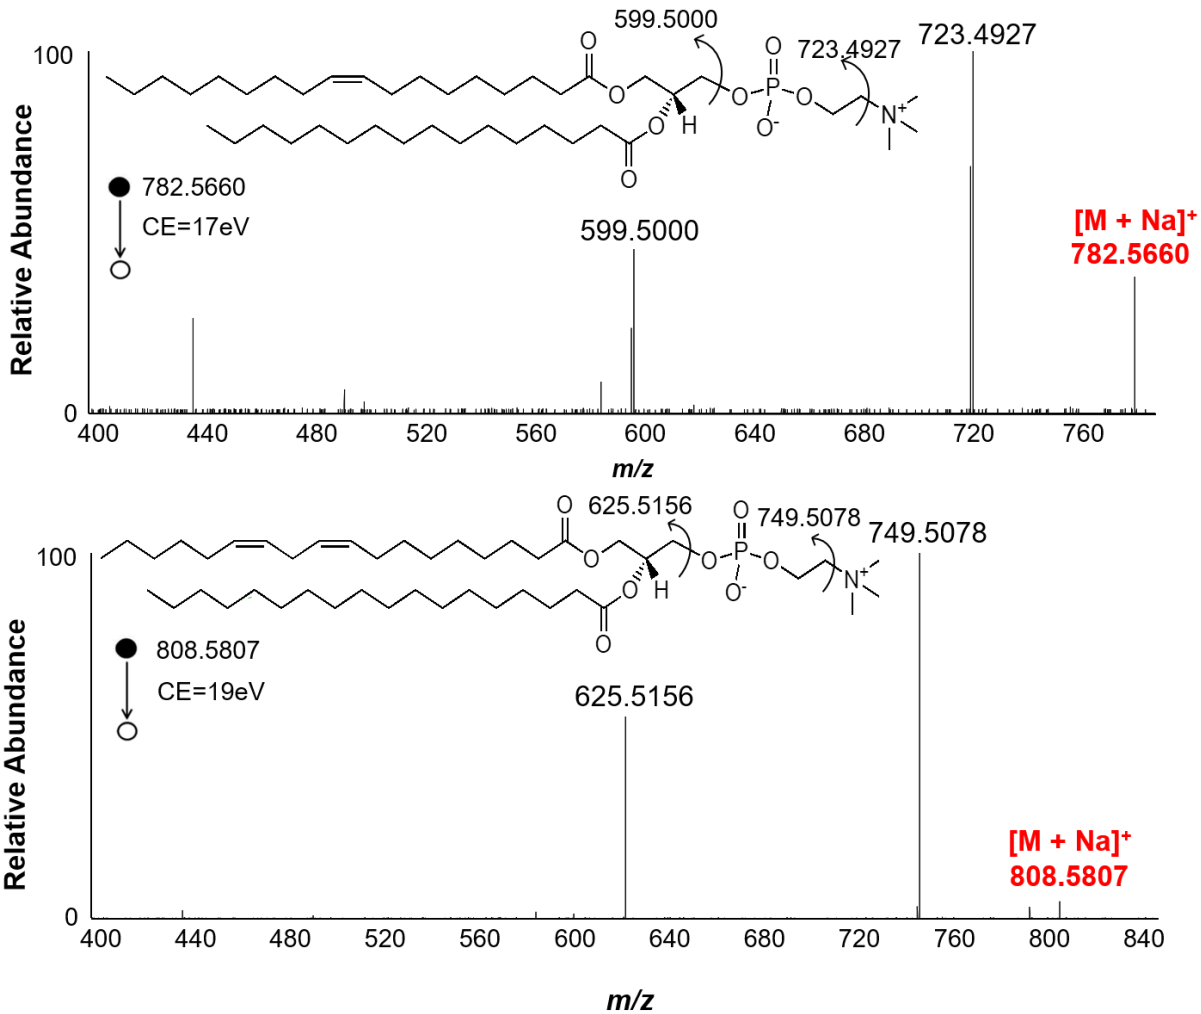 599.5000
723.4927
723.4927
100
O
O
P
O
O
O
O-
N+
O
H
O
782.5660
CE=17eV
599.5000
[M + Na]+
782.5660
Relative Abundance
0
400 440 480 520 560 600 640 680 720 760
m/z
625.5156
749.5078
749.5078
100
O
O
P
O
O
O
O-
N+
O
H
O
808.5807
CE=19eV
625.5156
[M + Na]+
808.5807
Relative Abundance
0
400 440 480 520 560 600 640 680 720 760 800 840
m/z